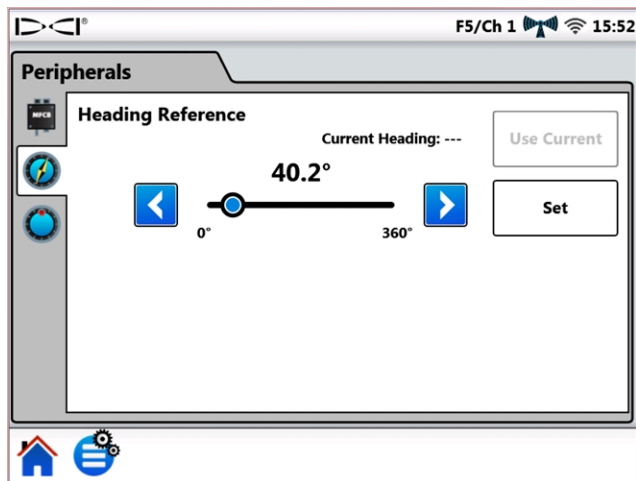 DCI®
F5/Ch 1 15:52
Peripherals
MFCB
Heading Reference
Current Heading: ---
Use Current
40.2°
Set
0° 360°